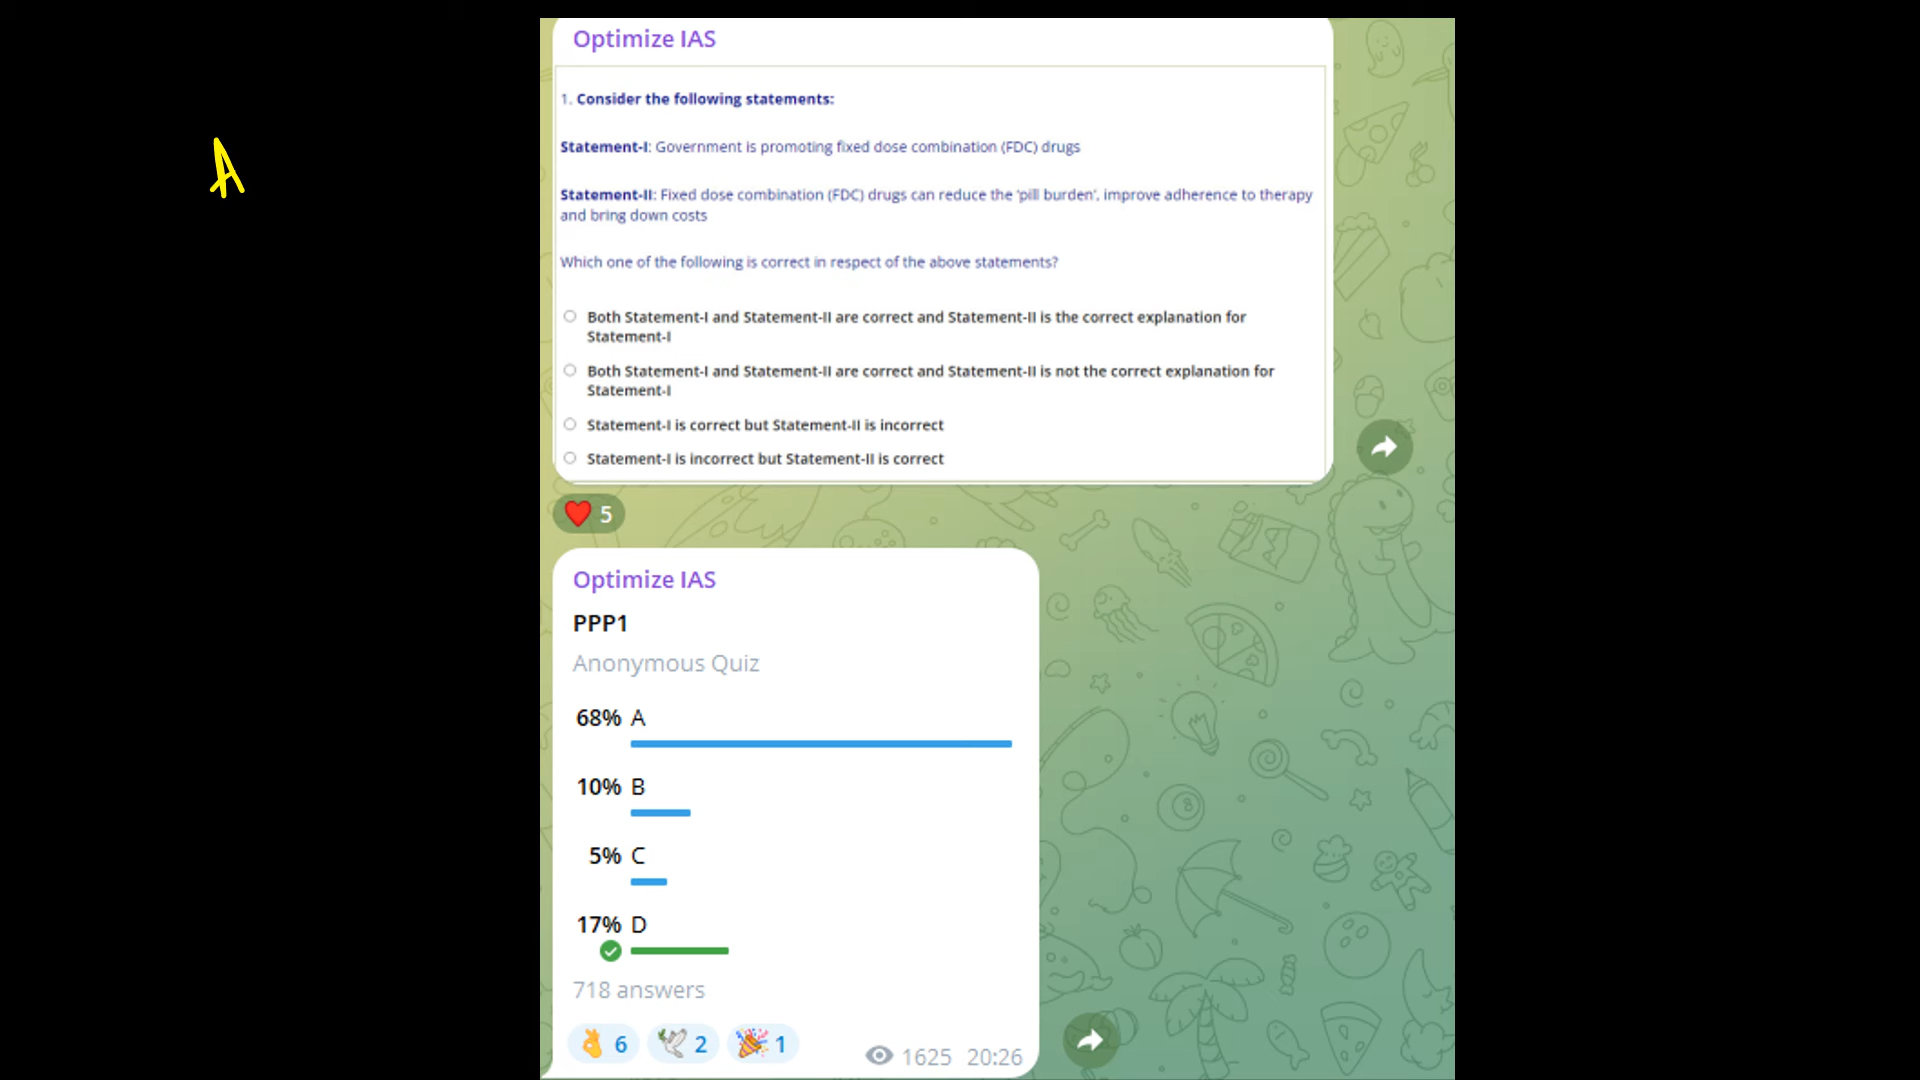 A
Optimize IAS
1. Consider the following statements:
Statement-I: Government is promoting fixed dose combination (FDC) drugs
Statement-II: Fixed dose combination (FDC) drugs can reduce the 'pill burden', improve adherence to therapy
and bring down costs
Which one of the following is correct in respect of the above statements?
Both Statement-I and Statement-II are correct and Statement-II is the correct explanation for
Statement-I
Both Statement-I and Statement-II are correct and Statement-II is not the correct explanation for
Statement-I
Statement-I is correct but Statement-II is incorrect
Statement-I is incorrect but Statement-II is correct
❤️ 5
Optimize IAS
PPP1
Anonymous Quiz
68% A
10% B
5% C
17% D
718 answers
👌 6 🕊 2 🎉 1 1625 20:26